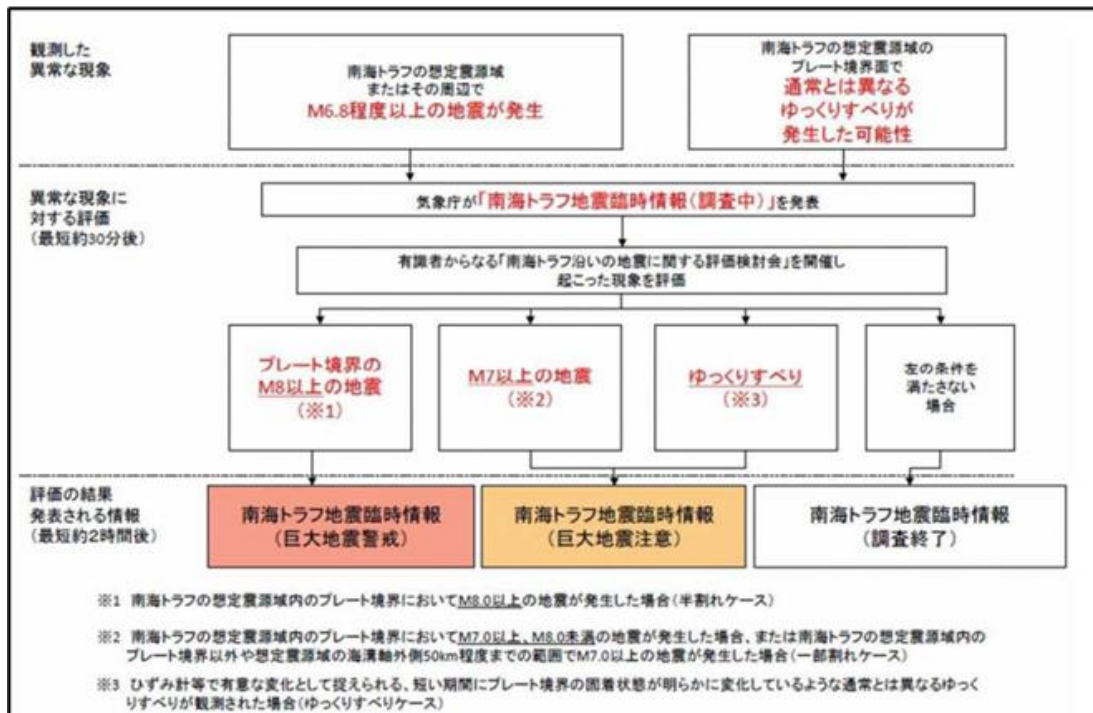 観測した
異常な現象
南海トラフの想定震源域
またはその周辺で
M6.8程度以上の地震が発生
南海トラフの想定震源域の
プレート境界面で
通常とは異なる
ゆっくりすべりが
発生した可能性
異常な現象に
対する評価
(最短約30分後)
気象庁が「南海トラフ地震臨時情報(調査中)」を発表
有識者からなる「南海トラフ沿いの地震に関する評価検討会」を開催し
起こった現象を評価
プレート境界の
M8以上の地震
(※1)
M7以上の地震
(※2)
ゆっくりすべり
(※3)
左の条件を
満たさない
場合
評価の結果
発表される情報
(最短約2時間後)
南海トラフ地震臨時情報
(巨大地震警戒)
南海トラフ地震臨時情報
(巨大地震注意)
南海トラフ地震臨時情報
(調査終了)
※1 南海トラフの想定震源域内のプレート境界においてM8.0以上の地震が発生した場合(半割れケース)
※2 南海トラフの想定震源域内のプレート境界においてM7.0以上、M8.0未満の地震が発生した場合、または南海トラフの想定震源域内の
プレート境界以外や想定震源域の海溝軸外側50km程度までの範囲でM7.0以上の地震が発生した場合(一部割れケース)
※3 ひずみ計等で有意な変化として捉えられる、短い期間にプレート境界の固着状態が明らかに変化しているような通常とは異なるゆっく
りすべりが観測された場合(ゆっくりすべりケース)